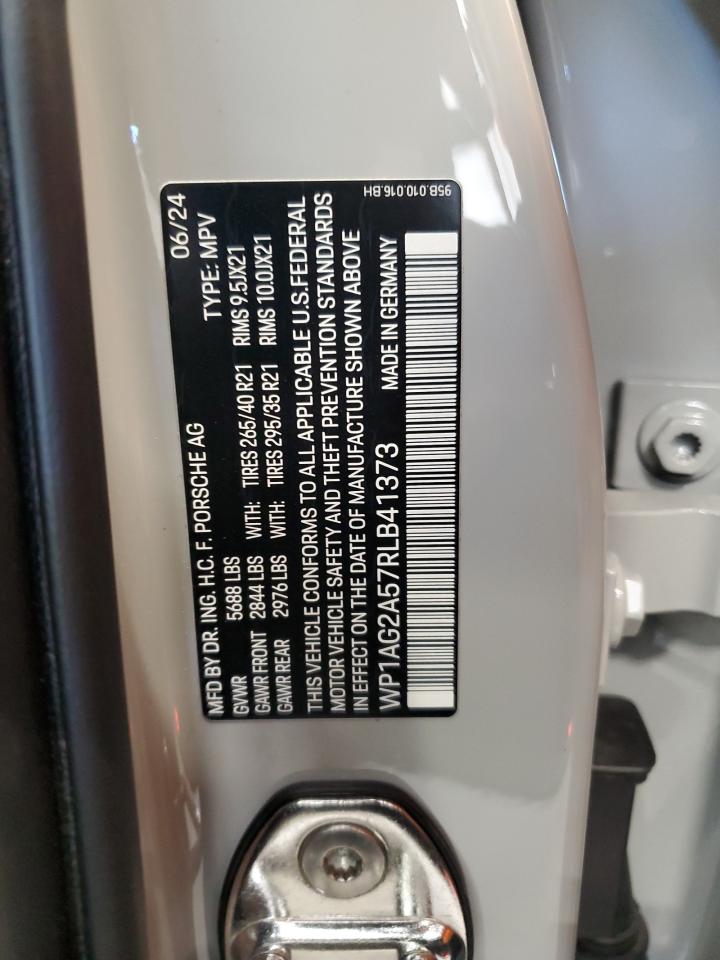 MFD BY DR. ING. H.C. F. PORSCHE AG 06/24
GVWR 5688 LBS TYPE: MPV
GAWR FRONT 2844 LBS WITH: TIRES 265/40 R21 RIMS 9.5JX21
GAWR REAR 2976 LBS WITH: TIRES 295/35 R21 RIMS 10.0JX21
THIS VEHICLE CONFORMS TO ALL APPLICABLE U.S.FEDERAL
MOTOR VEHICLE SAFETY AND THEFT PREVENTION STANDARDS
IN EFFECT ON THE DATE OF MANUFACTURE SHOWN ABOVE
WP1AG2A57RLB41373 MADE IN GERMANY
95B.010.016.BH